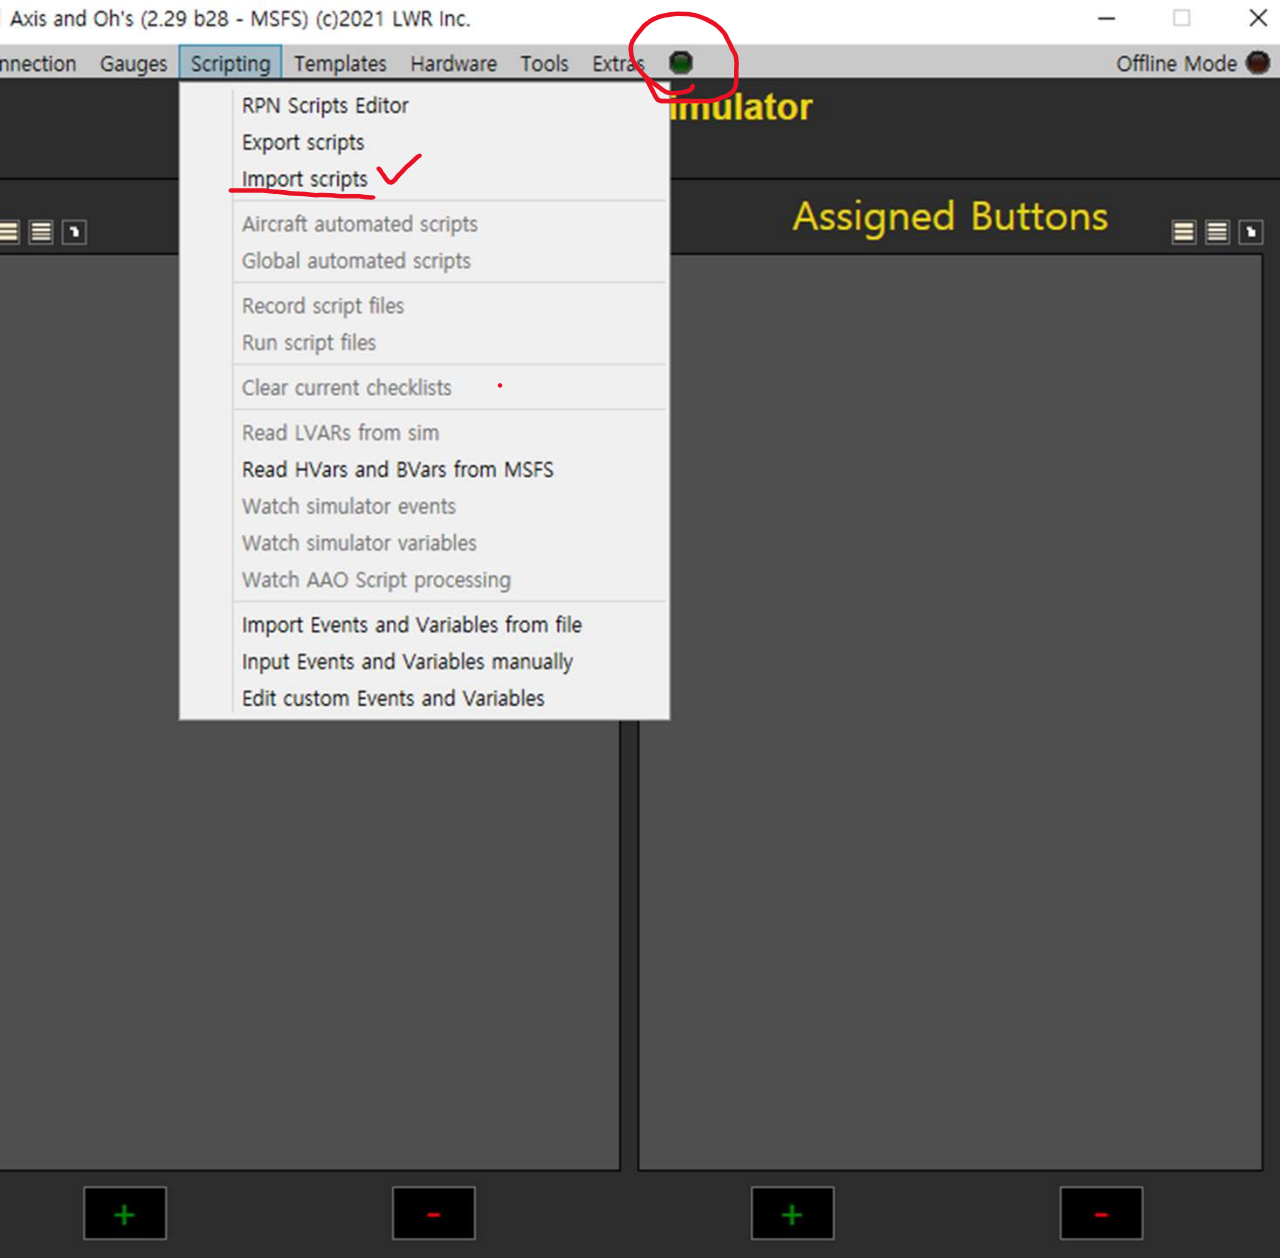 Axis and Oh's (2.29 b28 - MSFS) (c)2021 LWR Inc.
nnection Gauges Scripting Templates Hardware Tools Extras Offline Mode
imulator
RPN Scripts Editor
Export scripts
Import scripts
Aircraft automated scripts
Global automated scripts
Record script files
Run script files
Clear current checklists
Read LVARs from sim
Read HVars and BVars from MSFS
Watch simulator events
Watch simulator variables
Watch AAO Script processing
Import Events and Variables from file
Input Events and Variables manually
Edit custom Events and Variables
Assigned Buttons
+ - + -